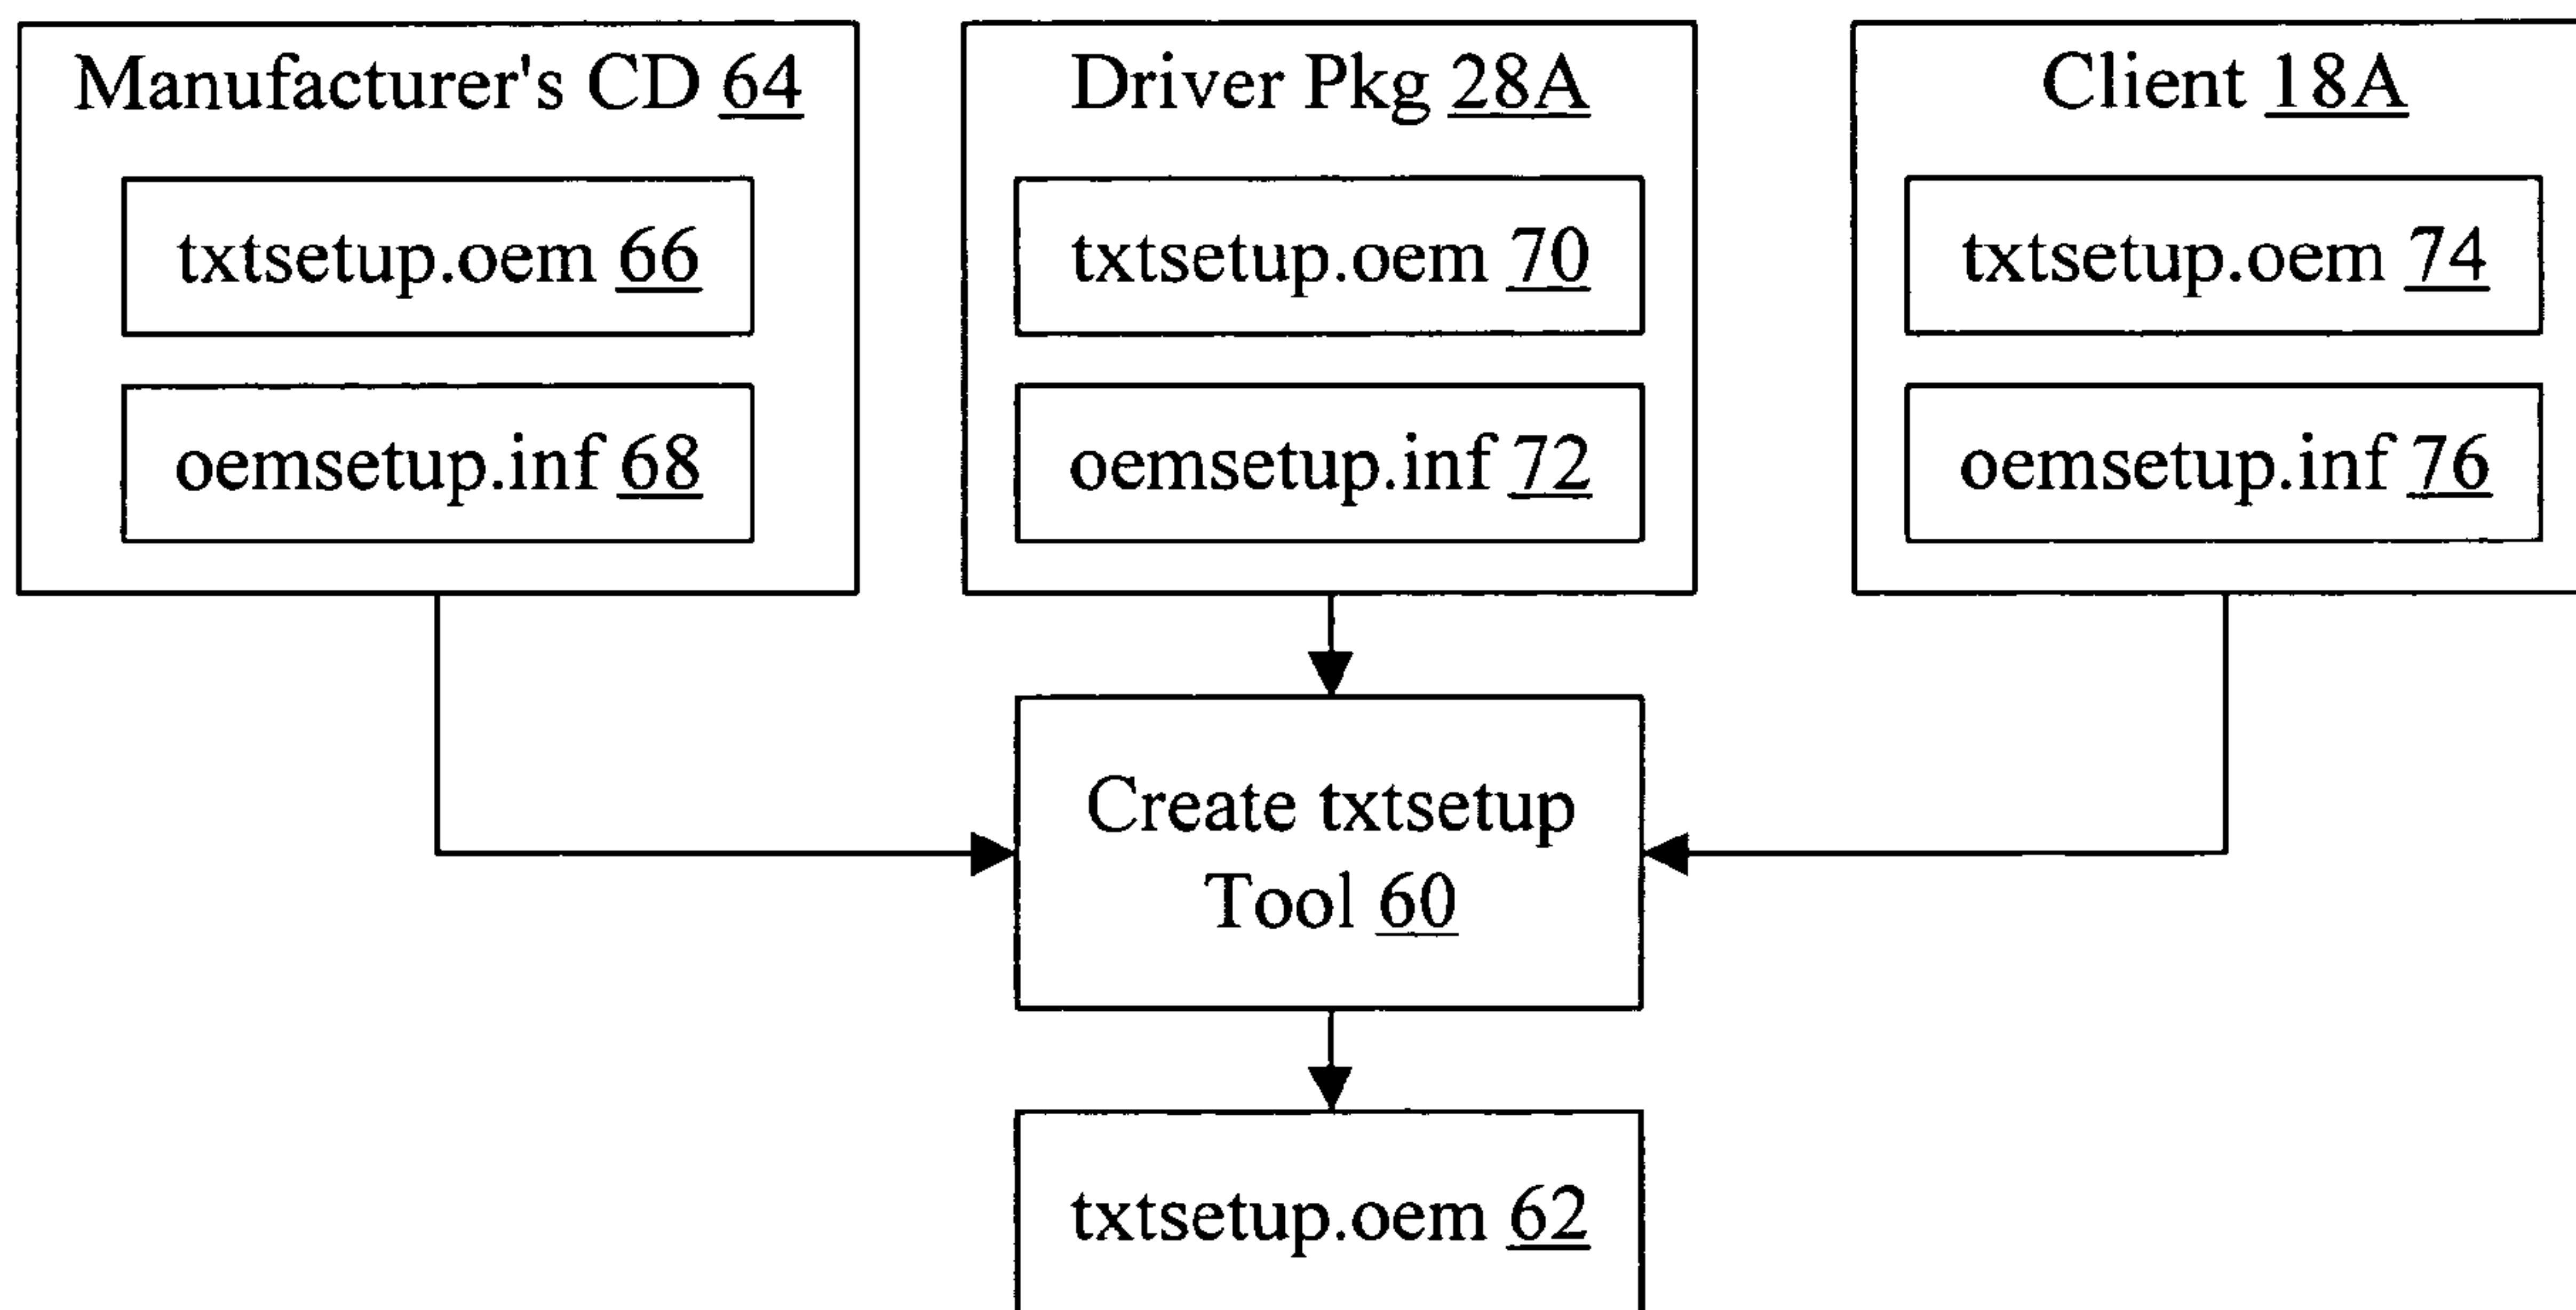 Manufacturer's CD 64
txtsetup.oem 66
oemsetup.inf 68
Driver Pkg 28A
txtsetup.oem 70
oemsetup.inf 72
Client 18A
txtsetup.oem 74
oemsetup.inf 76
Create txtsetup
Tool 60
txtsetup.oem 62